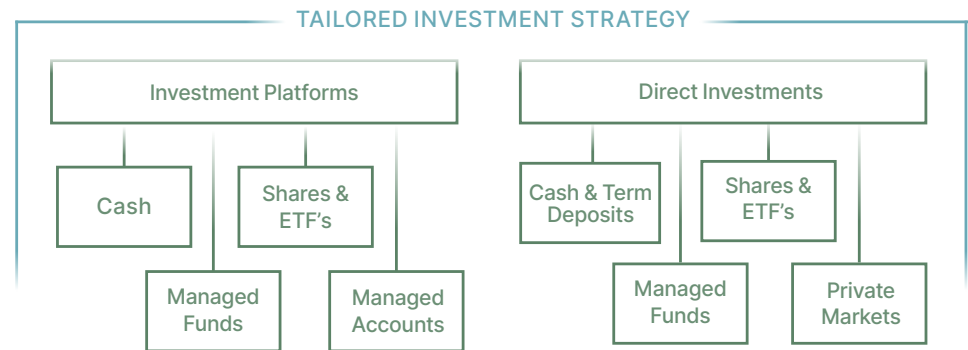 TAILORED INVESTMENT STRATEGY
Investment Platforms
Direct Investments
Cash
Shares &
ETF's
Cash & Term
Deposits
Shares &
ETF's
Managed
Funds
Managed
Accounts
Managed
Funds
Private
Markets